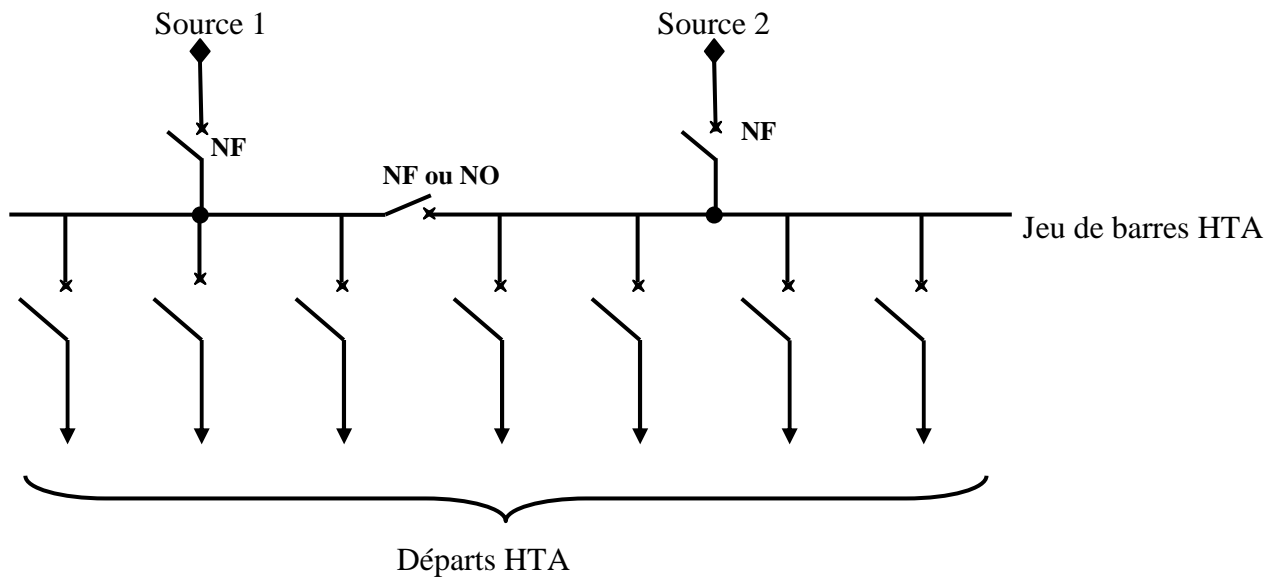 Source 1
Source 2
NF
NF
NF ou NO
Jeu de barres HTA
Départs HTA